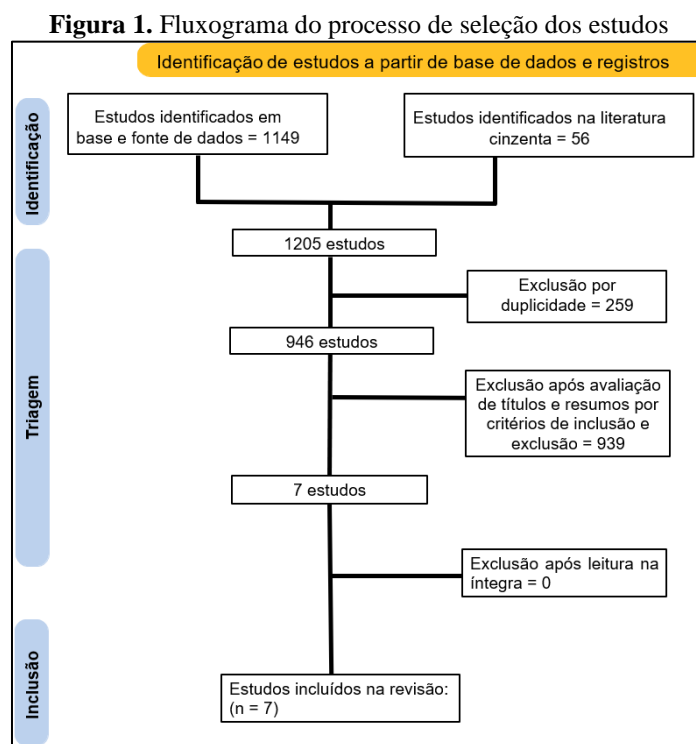 Figura 1. Fluxograma do processo de seleção dos estudos
Identificação de estudos a partir de base de dados e registros
Identificação
Estudos identificados em
base e fonte de dados = 1149
Estudos identificados na literatura
cinzenta = 56
1205 estudos
Triagem
Exclusão por
duplicidade = 259
946 estudos
Exclusão após avaliação
de títulos e resumos por
critérios de inclusão e
exclusão = 939
7 estudos
Exclusão após leitura na
íntegra = 0
Inclusão
Estudos incluídos na revisão:
(n = 7)